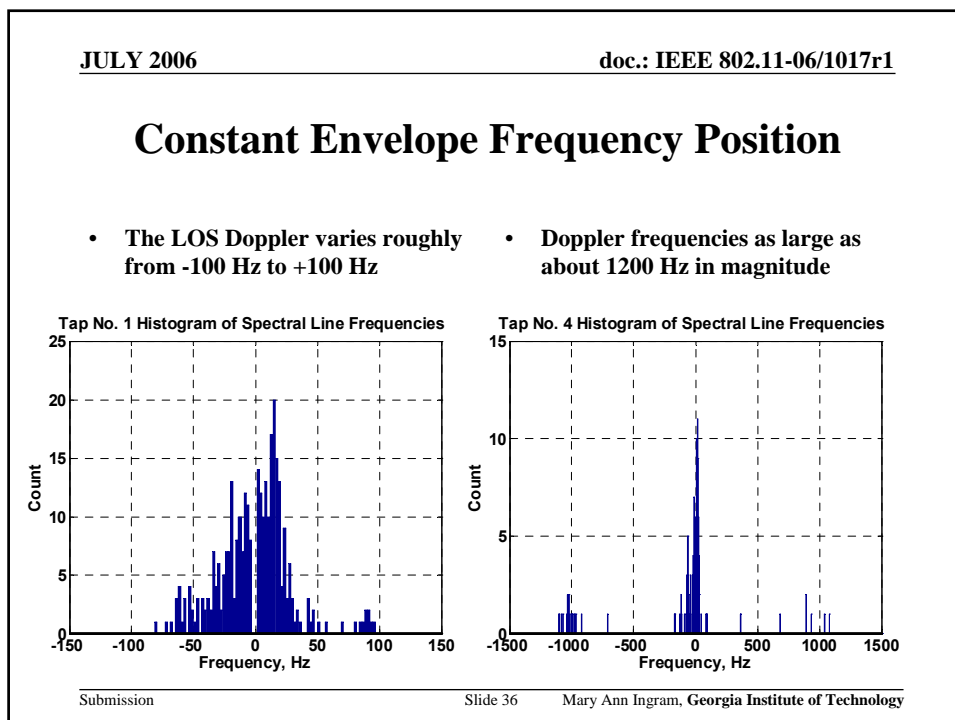 JULY 2006
doc.: IEEE 802.11-06/1017r1
Constant Envelope Frequency Position
• The LOS Doppler varies roughly
from -100 Hz to +100 Hz
• Doppler frequencies as large as
about 1200 Hz in magnitude
Tap No. 1 Histogram of Spectral Line Frequencies
25
20
15
10
5
0
Count
-150 -100 -50 0 50 100 150
Frequency, Hz
Tap No. 4 Histogram of Spectral Line Frequencies
15
10
5
0
Count
-1500 -1000 -500 0 500 1000 1500
Frequency, Hz
Submission
Slide 36
Mary Ann Ingram, Georgia Institute of Technology